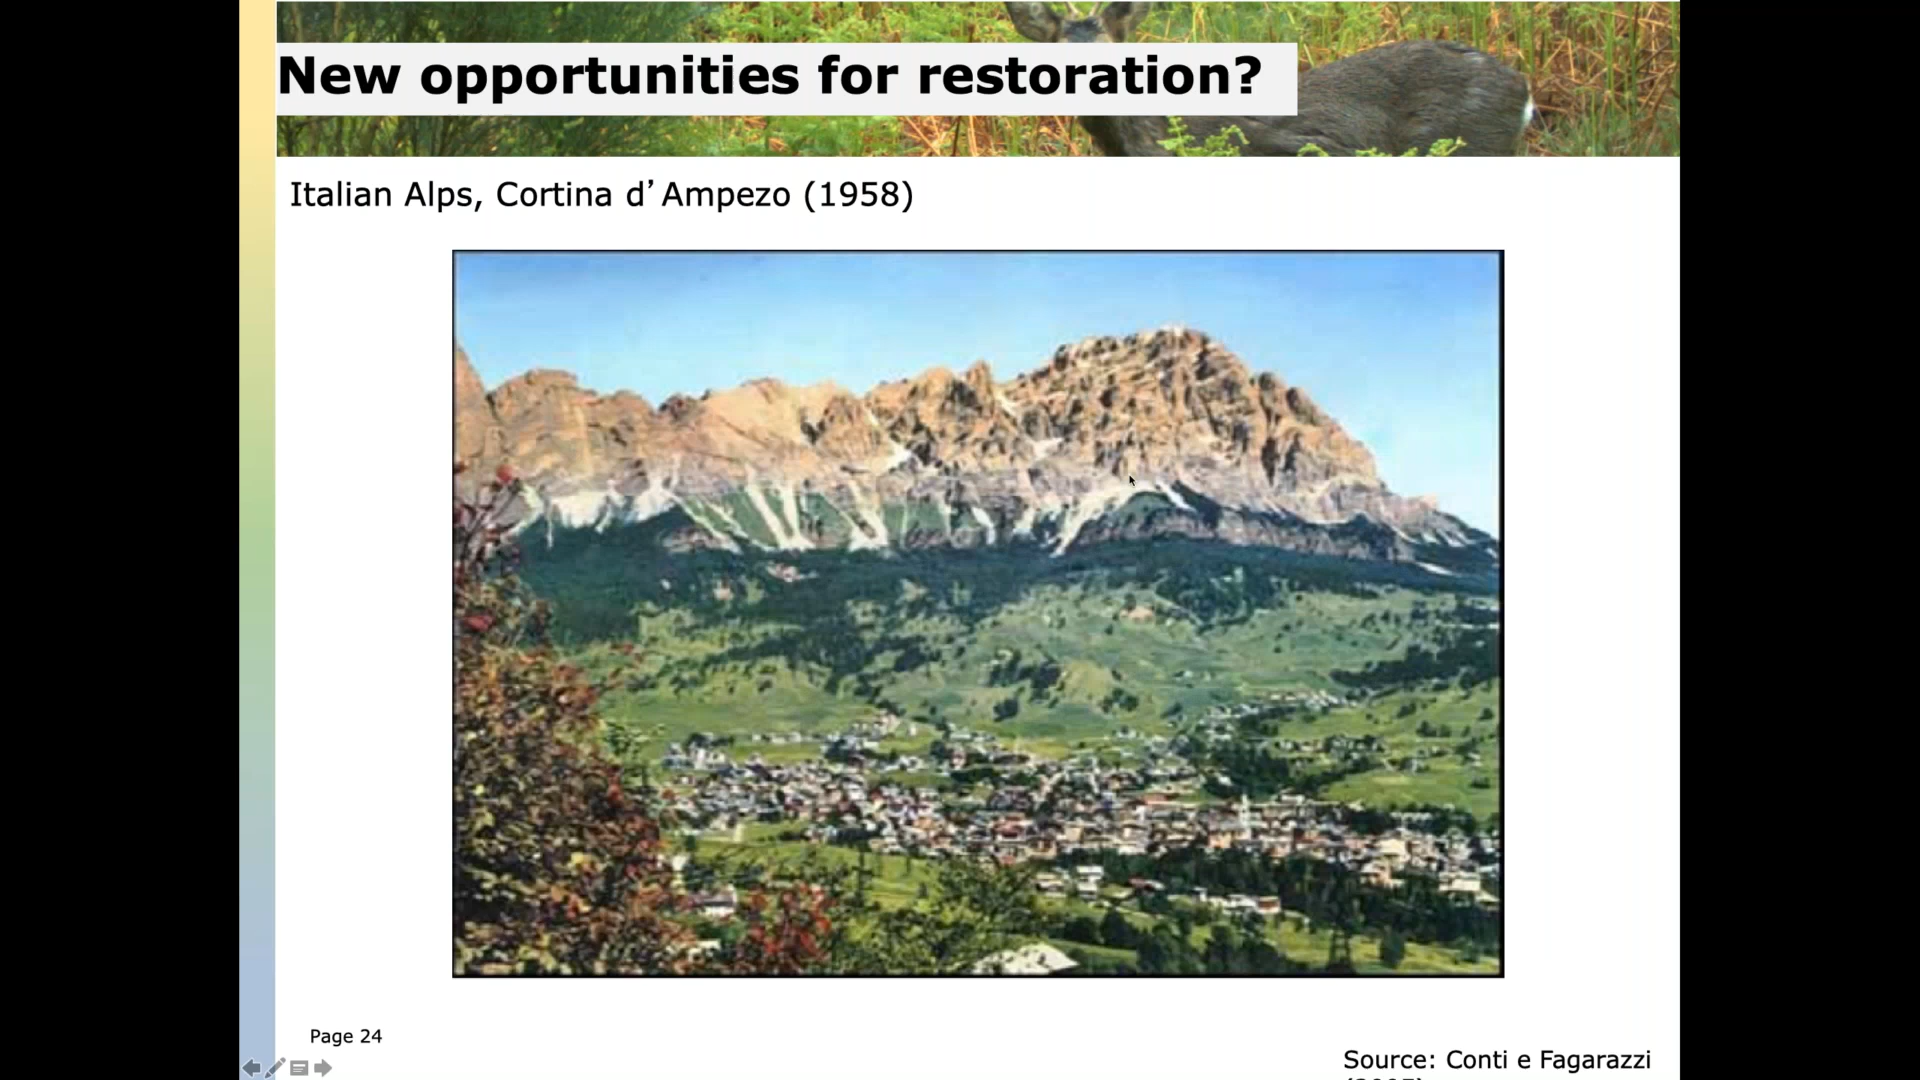 New opportunities for restoration?
Italian Alps, Cortina d’Ampezo (1958)
Page 24
Source: Conti e Fagarazzi